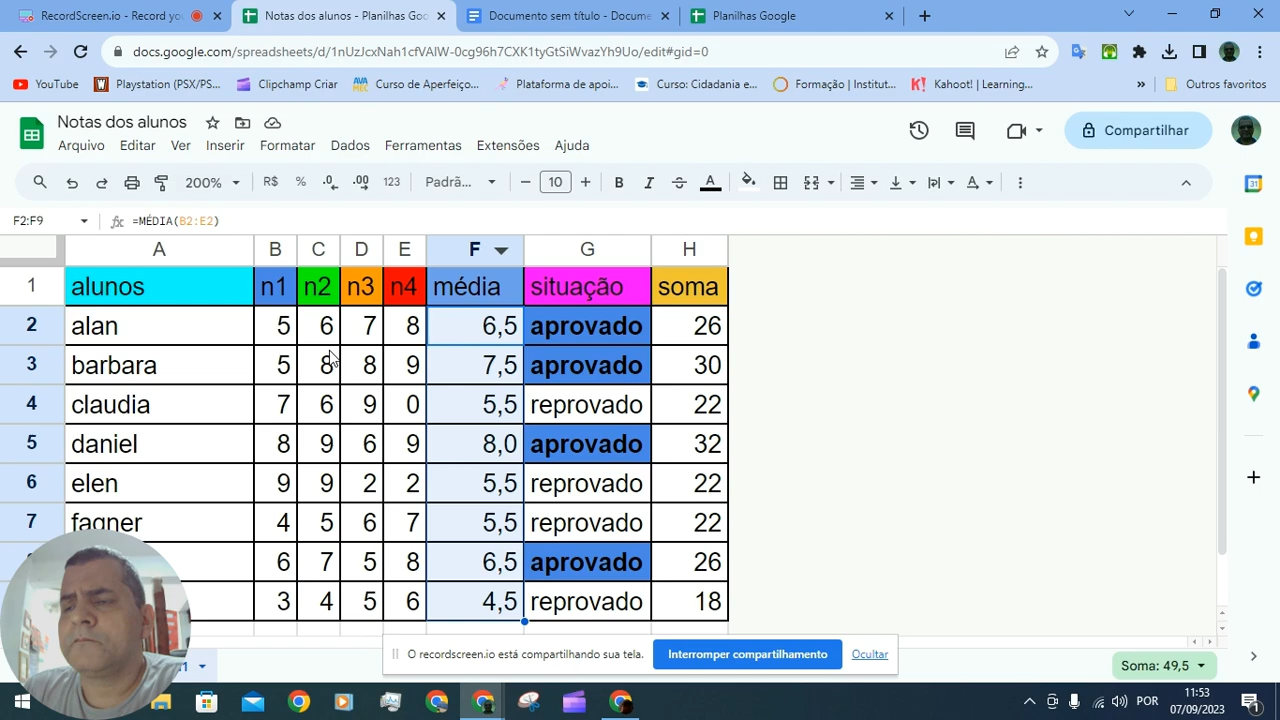 RecordScreen.io - Record yo
Notas dos alunos - Planilhas Go
Documento sem título - Docume
Planilhas Google
docs.google.com/spreadsheets/d/1nUzJcxNah1cfVAlW-0cg96h7CXK1tyGtSiWvazYh9Uo/edit#gid=0
YouTube
Playstation (PSX/PS...
Clipchamp Criar
Curso de Aperfeiço...
Plataforma de apoi...
Curso: Cidadania e...
Formação | Institut...
Kahoot! | Learning...
» Outros favoritos
Notas dos alunos
Arquivo Editar Ver Inserir Formatar Dados Ferramentas Extensões Ajuda
Compartilhar
200% R$ % .0 .00 123 Padrã... 10 B I A
F2:F9 fx =MÉDIA(B2:E2)
A B C D E F G H
1 alunos n1 n2 n3 n4 média situação soma
2 alan 5 6 7 8 6,5 aprovado 26
3 barbara 5 8 8 9 7,5 aprovado 30
4 claudia 7 6 9 0 5,5 reprovado 22
5 daniel 8 9 6 9 8,0 aprovado 32
6 elen 9 9 2 2 5,5 reprovado 22
7 fagner 4 5 6 7 5,5 reprovado 22
6 7 5 8 6,5 aprovado 26
3 4 5 6 4,5 reprovado 18
O recordscreen.io está compartilhando sua tela. Interromper compartilhamento Ocultar
Soma: 49,5
POR
11:53
07/09/2023